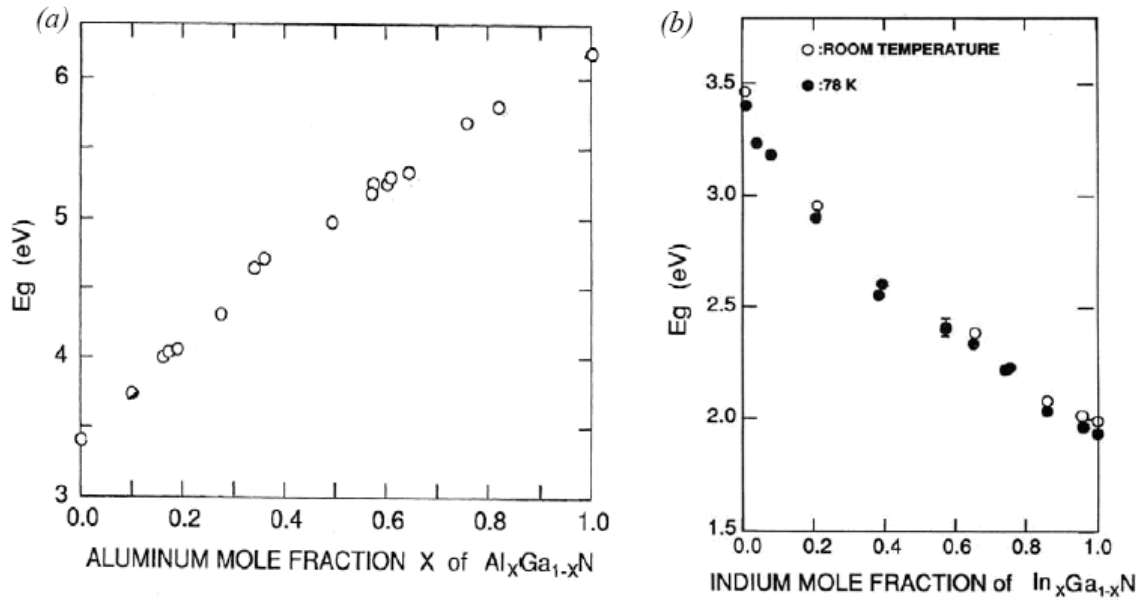 (a)
6
5
4
3
Eg (eV)
0.0 0.2 0.4 0.6 0.8 1.0
ALUMINUM MOLE FRACTION X of AlXGa1-XN
(b)
○ :ROOM TEMPERATURE
● :78 K
3.5
3.0
2.5
2.0
1.5
Eg (eV)
0.0 0.2 0.4 0.6 0.8 1.0
INDIUM MOLE FRACTION of InXGa1-XN